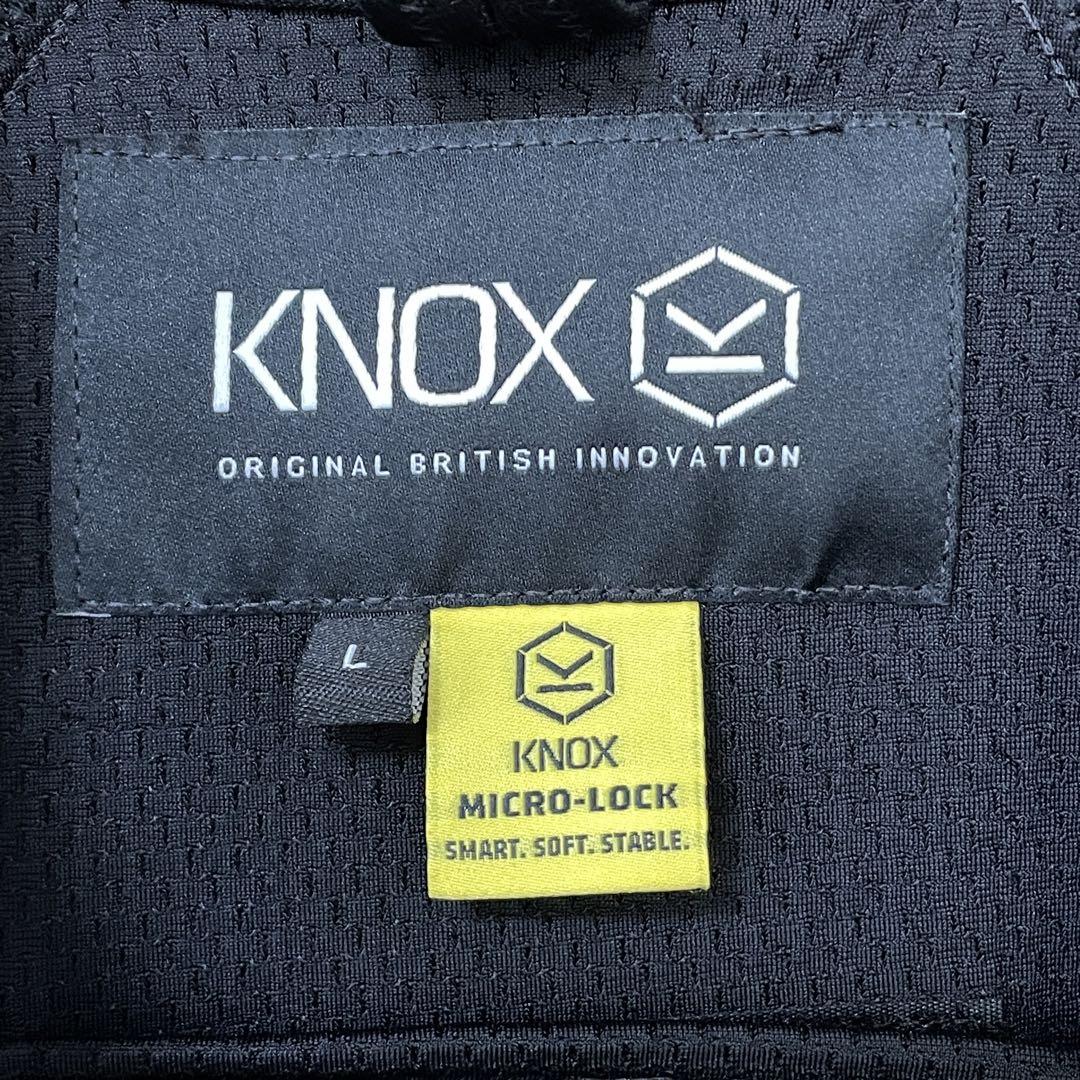 KNOX
ORIGINAL BRITISH INNOVATION
L
KNOX
MICRO-LOCK
SMART. SOFT. STABLE.